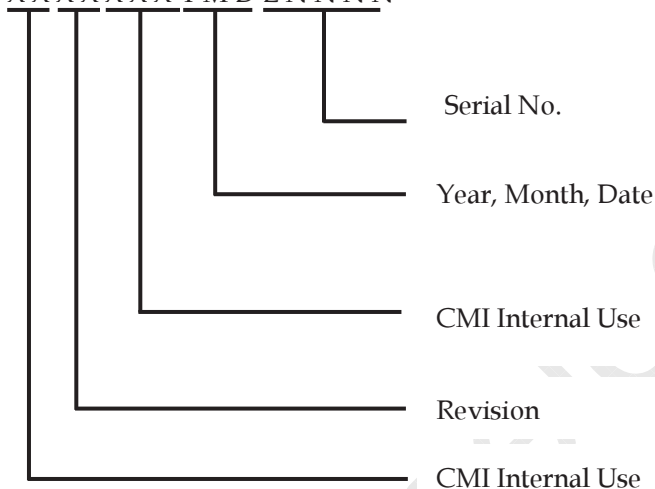 Serial No.
Year, Month, Date
CMI Internal Use
Revision
CMI Internal Use